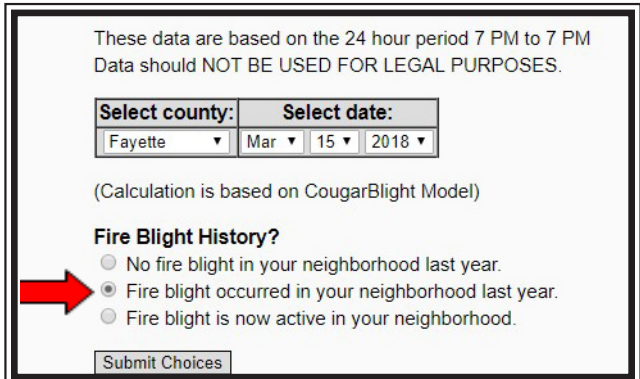 These data are based on the 24 hour period 7 PM to 7 PM
Data should NOT BE USED FOR LEGAL PURPOSES.
Select county: Select date:
Fayette Mar 15 2018
(Calculation is based on CougarBlight Model)
Fire Blight History?
No fire blight in your neighborhood last year.
Fire blight occurred in your neighborhood last year.
Fire blight is now active in your neighborhood.
Submit Choices